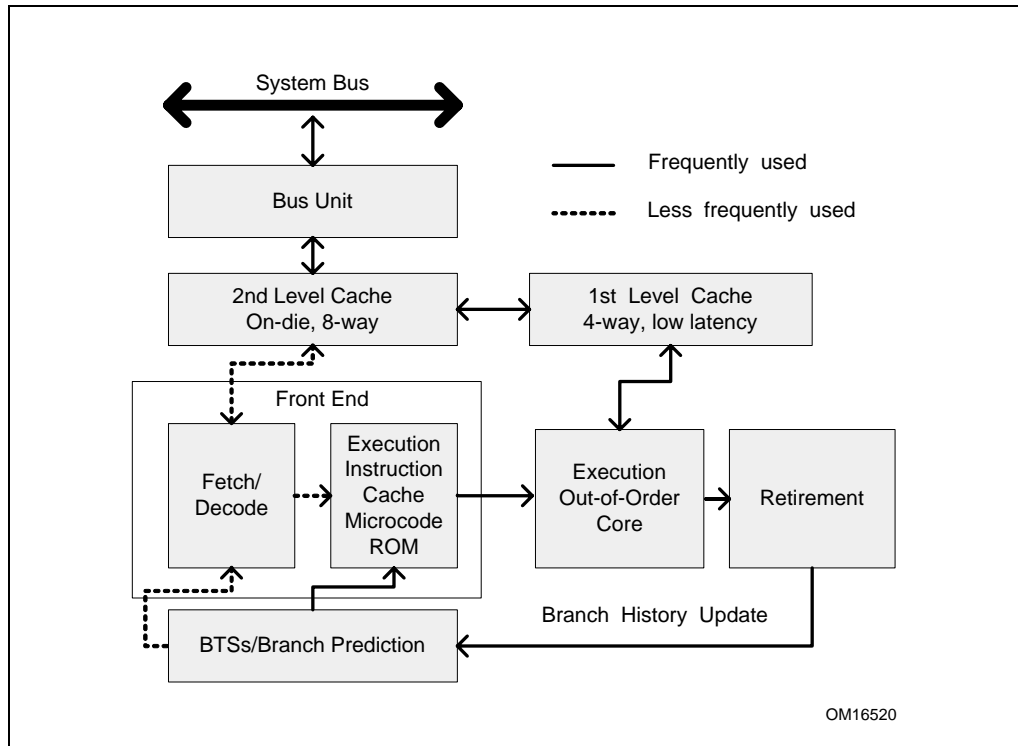 System Bus
Frequently used
Bus Unit
Less frequently used
2nd Level Cache
On-die, 8-way
1st Level Cache
4-way, low latency
Front End
Fetch/
Decode
Execution
Instruction
Cache
Microcode
ROM
Execution
Out-of-Order
Core
Retirement
Branch History Update
BTSs/Branch Prediction
OM16520